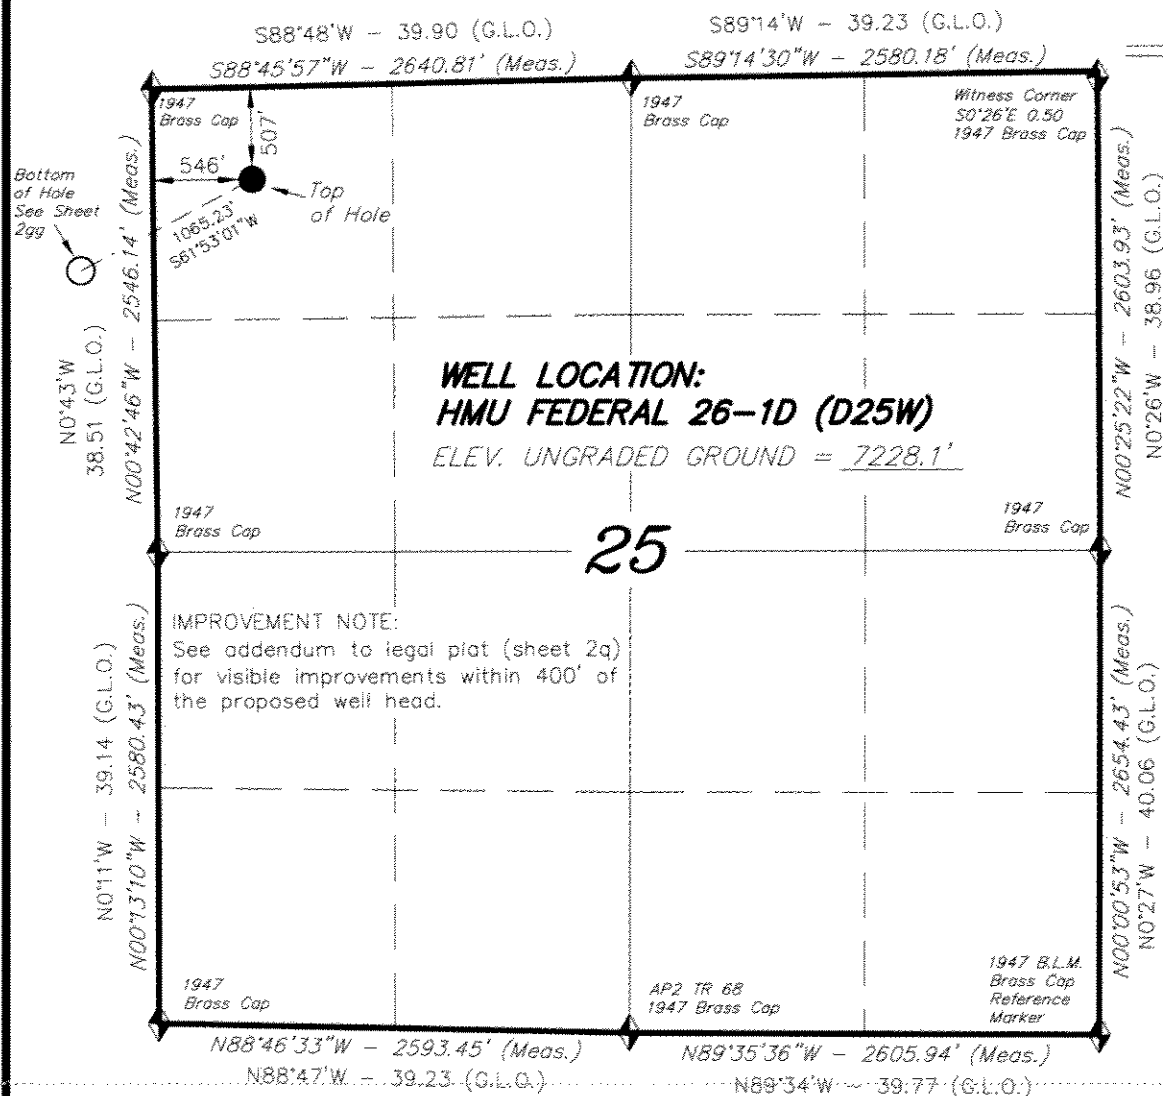 S88°48'W - 39.90 (G.L.O.)
S88°45'57"W - 2640.81' (Meas.)
S89°14'W - 39.23 (G.L.O.)
S89°14'30"W - 2580.18' (Meas.)
1947
Brass Cap
1947
Brass Cap
Witness Corner
S0°26'E 0.50
1947 Brass Cap
507'
546'
Top
of Hole
Bottom
of Hole
See Sheet
2gg
1065.23'
S61°53'01"W
N0°43'W
38.51 (G.L.O.)
N00°42'46"W - 2546.14' (Meas.)
N00°25'22"W - 2603.93' (Meas.)
N0°26'W - 38.96 (G.L.O.)
WELL LOCATION:
HMU FEDERAL 26-1D (D25W)
ELEV. UNGRADED GROUND = 7228.1'
1947
Brass Cap
1947
Brass Cap
25
IMPROVEMENT NOTE:
See addendum to legal plat (sheet 2q)
for visible improvements within 400' of
the proposed well head.
N0°11'W - 39.14 (G.L.O.)
N00°13'10"W - 2580.43' (Meas.)
N00°00'53"W - 2654.43' (Meas.)
N0°27'W - 40.06 (G.L.O.)
1947
Brass Cap
AP2 TR 68
1947 Brass Cap
1947 B.L.M.
Brass Cap
Reference
Marker
N88°46'33"W - 2593.45' (Meas.)
N88°47'W - 39.23 (G.L.O.)
N89°35'36"W - 2605.94' (Meas.)
N89°34'W - 39.77 (G.L.O.)